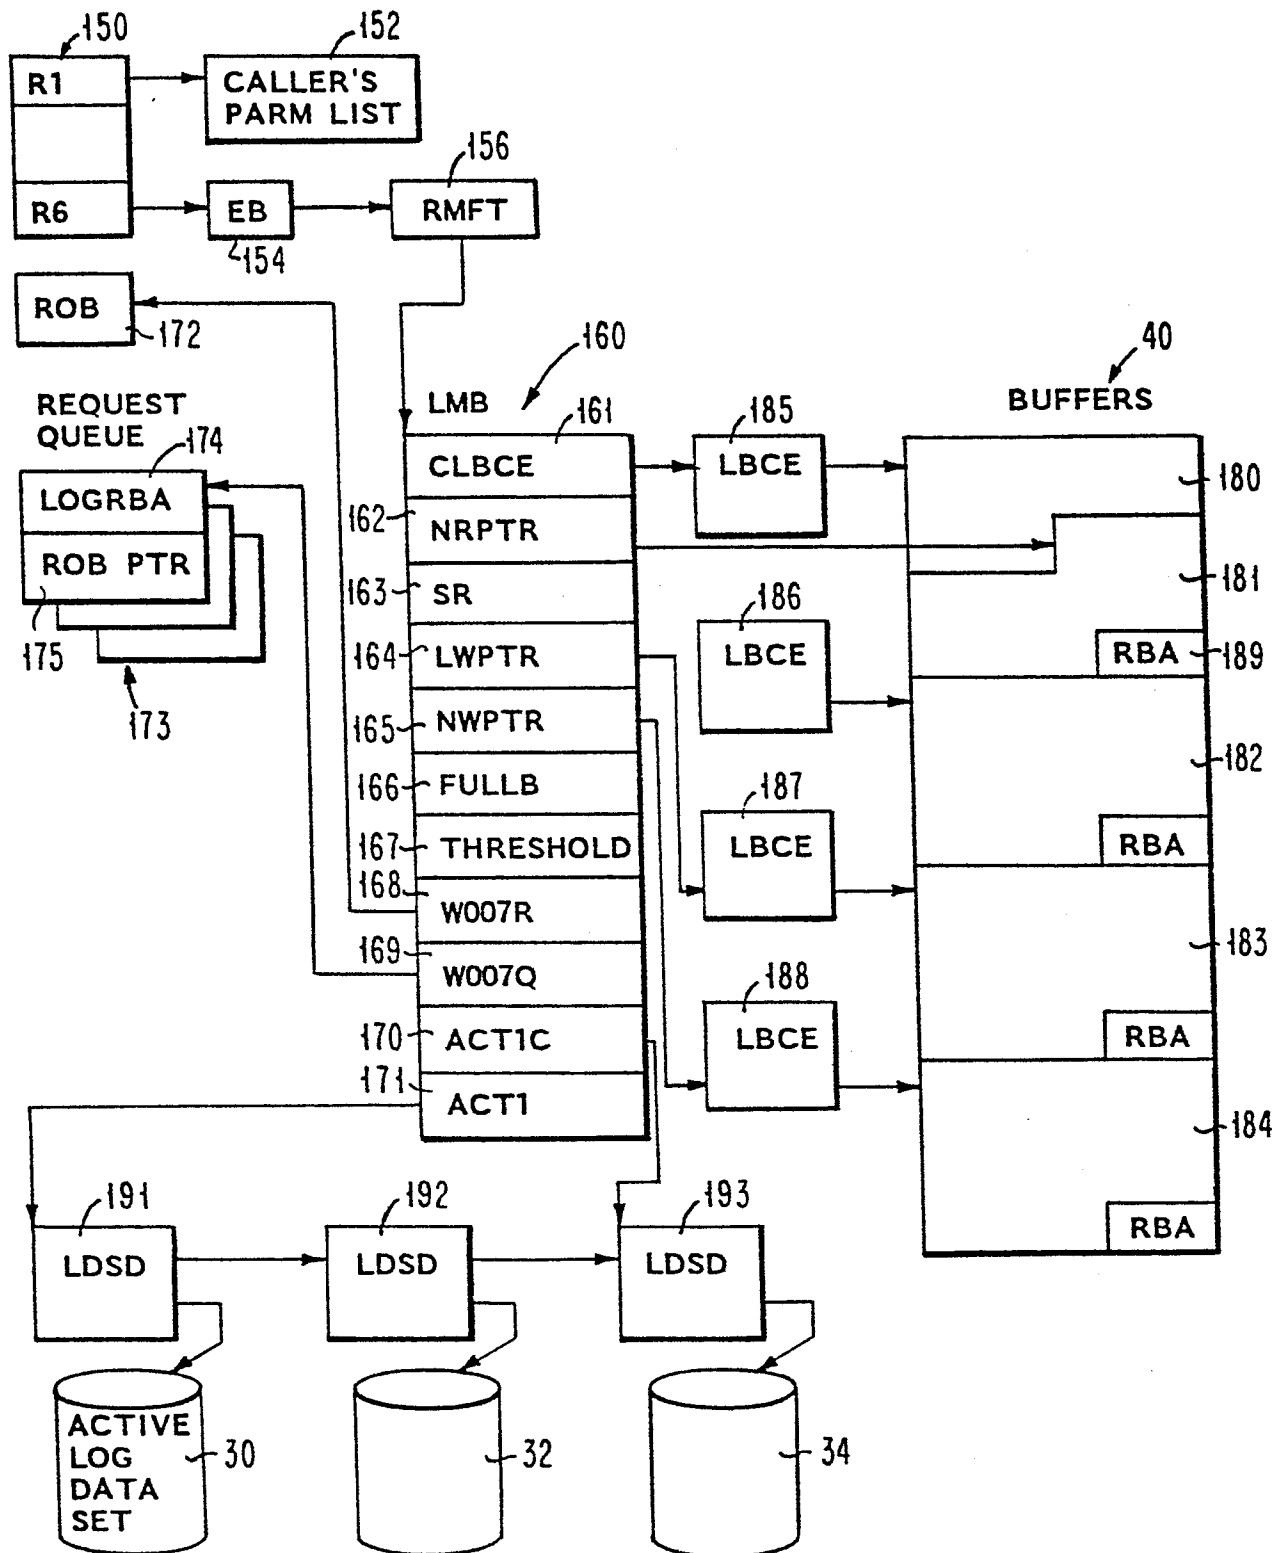 150
152
R1
CALLER'S
PARM LIST
156
R6
EB
RMFT
154
ROB
172
160
40
REQUEST
QUEUE
174
LMB
161
185
BUFFERS
LOGRBA
CLBCE
LBCE
180
162
NRPTR
ROB PTR
181
163
SR
186
175
164
LWPTR
LBCE
RBA
189
173
165
NWPTR
182
166
FULLB
187
167
THRESHOLD
LBCE
RBA
168
W007R
183
169
W007Q
188
170
ACT1C
LBCE
RBA
171
ACT1
184
191
192
193
RBA
LDSD
LDSD
LDSD
ACTIVE
LOG
DATA
SET
30
32
34